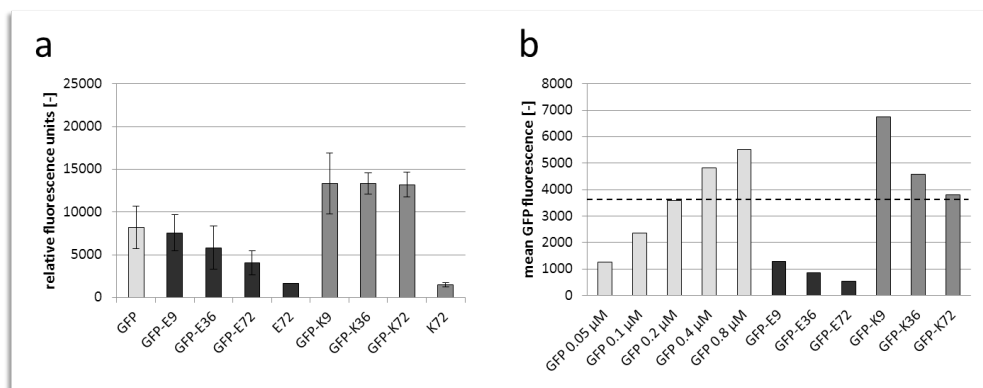 a
relative fluorescence units [-]
25000
20000
15000
10000
5000
0
GFP
GFP-E9
GFP-E36
GFP-E72
E72
GFP-K9
GFP-K36
GFP-K72
K72
b
mean GFP fluorescence [-]
8000
7000
6000
5000
4000
3000
2000
1000
0
GFP 0.05 µM
GFP 0.1 µM
GFP 0.2 µM
GFP 0.4 µM
GFP 0.8 µM
GFP-E9
GFP-E36
GFP-E72
GFP-K9
GFP-K36
GFP-K72